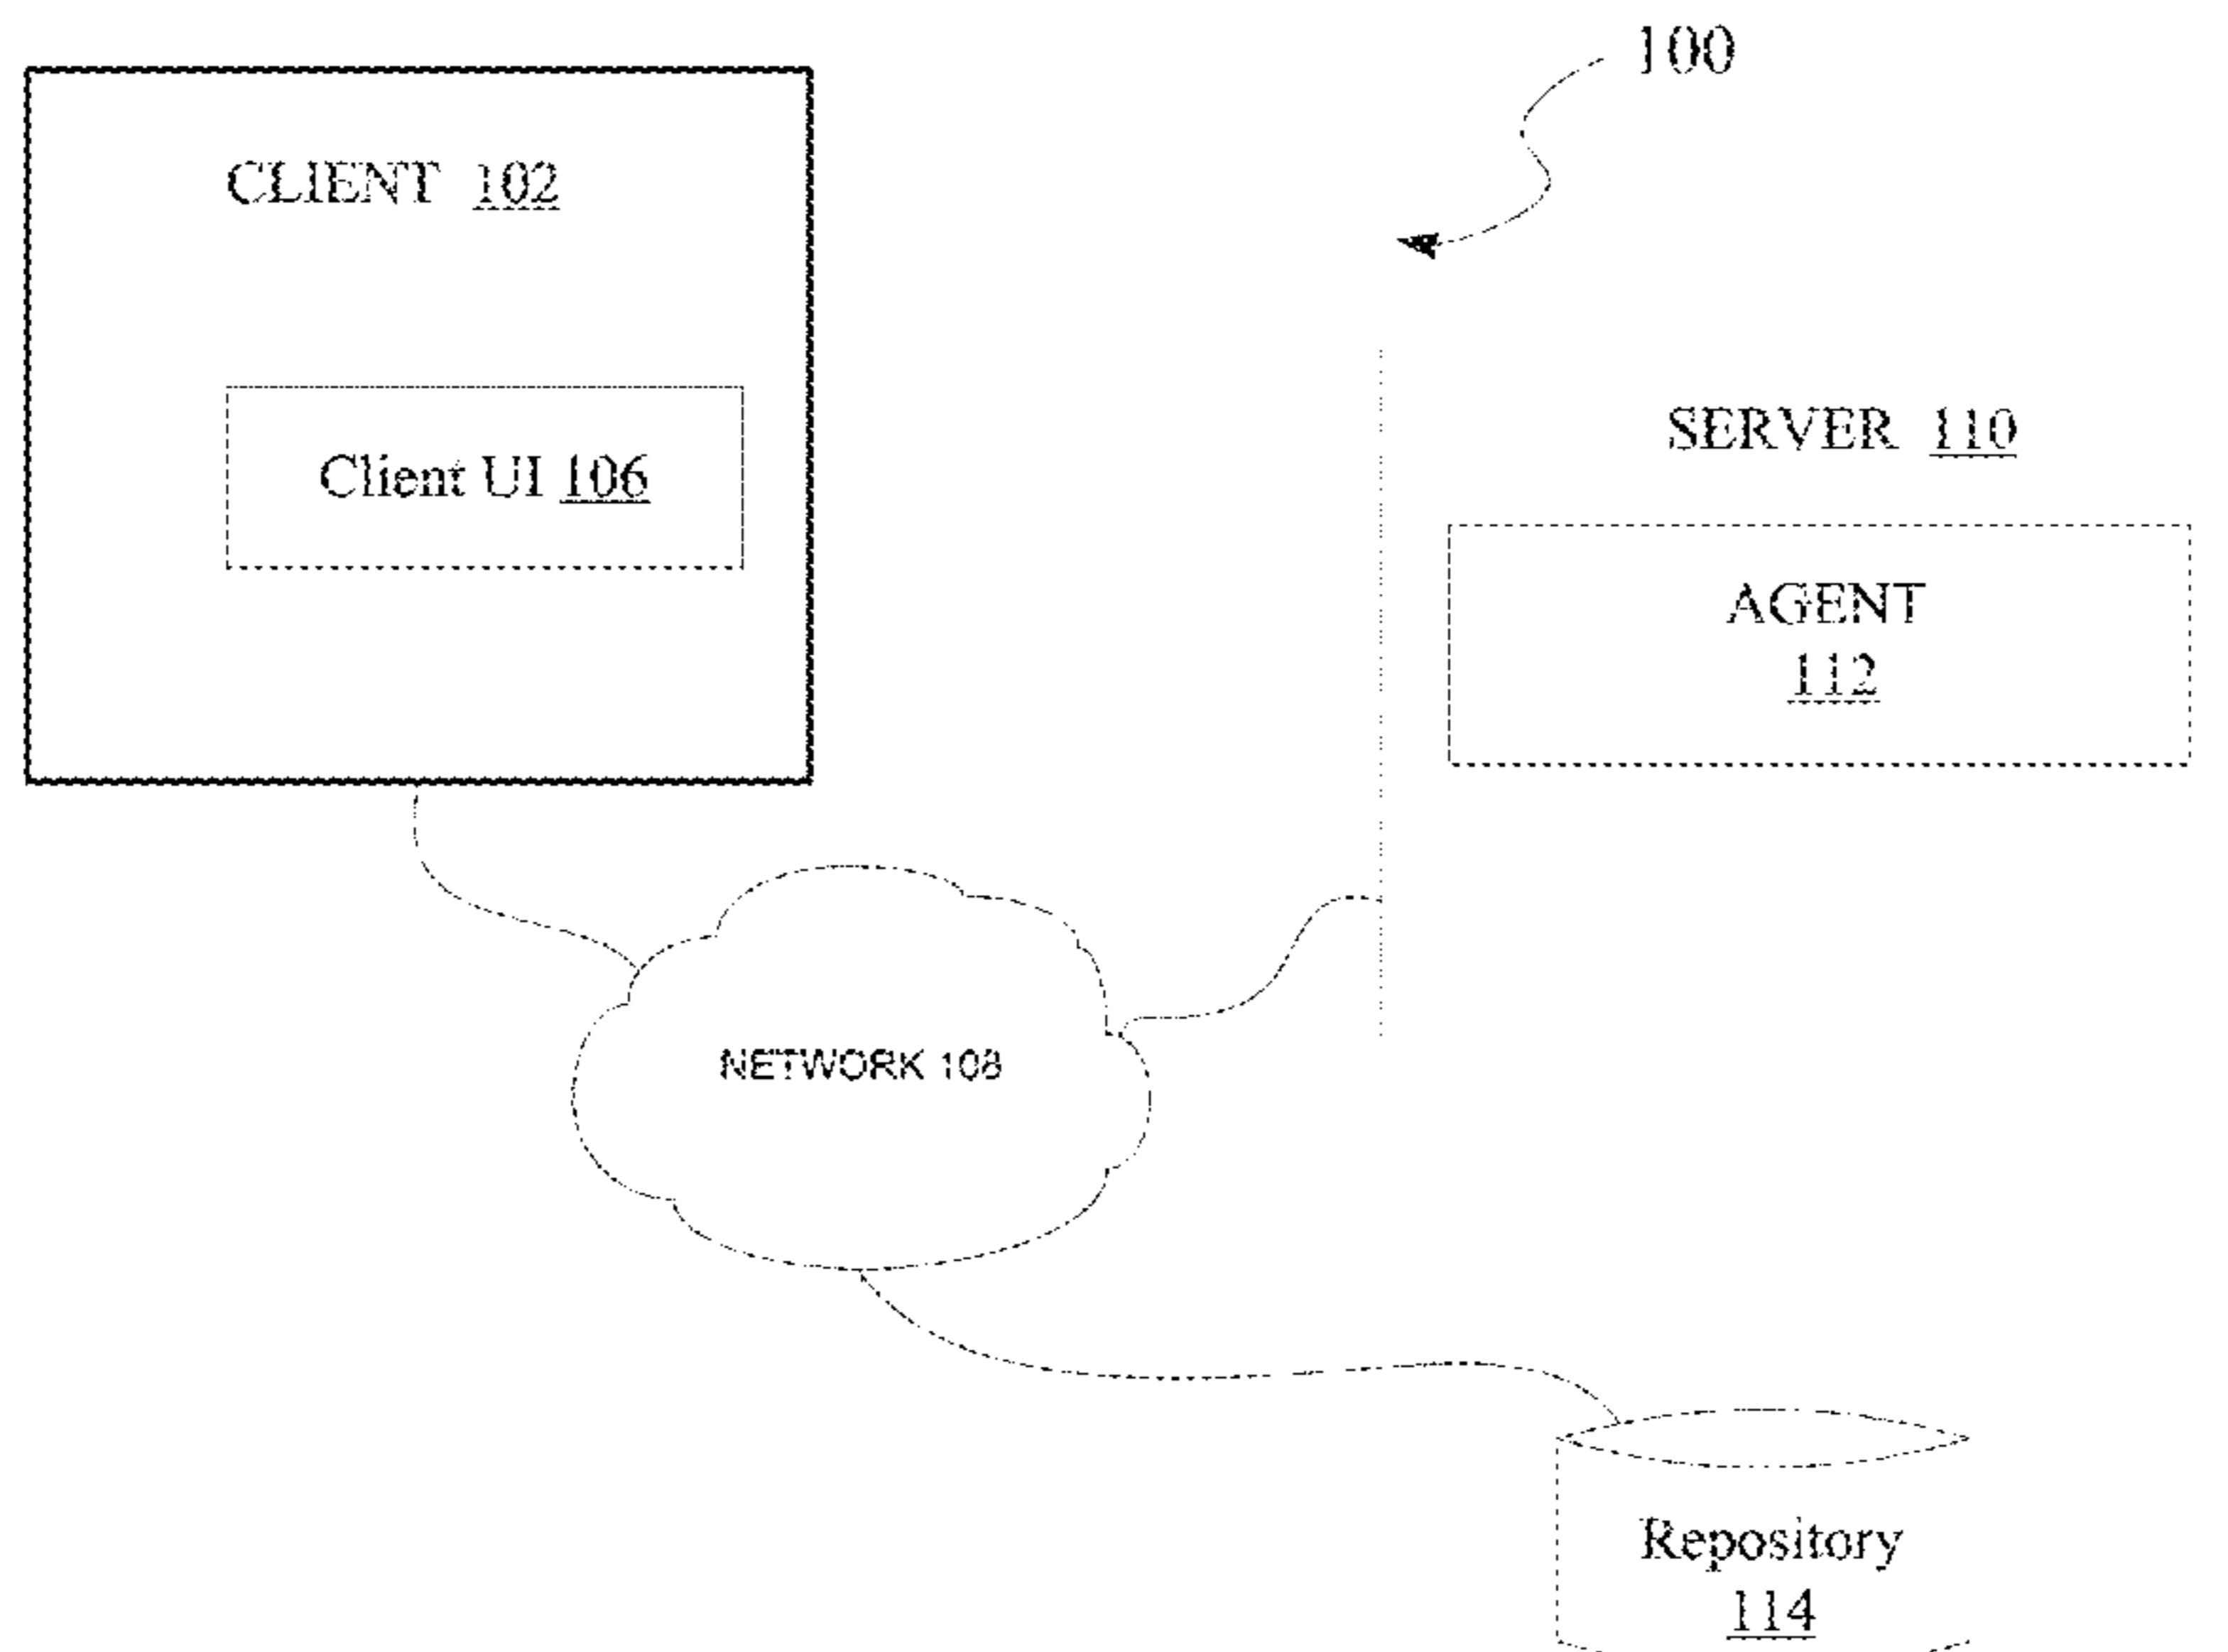 100
CLIENT 102
Client UI 106
SERVER 110
AGENT
112
NETWORK 108
Repository
114